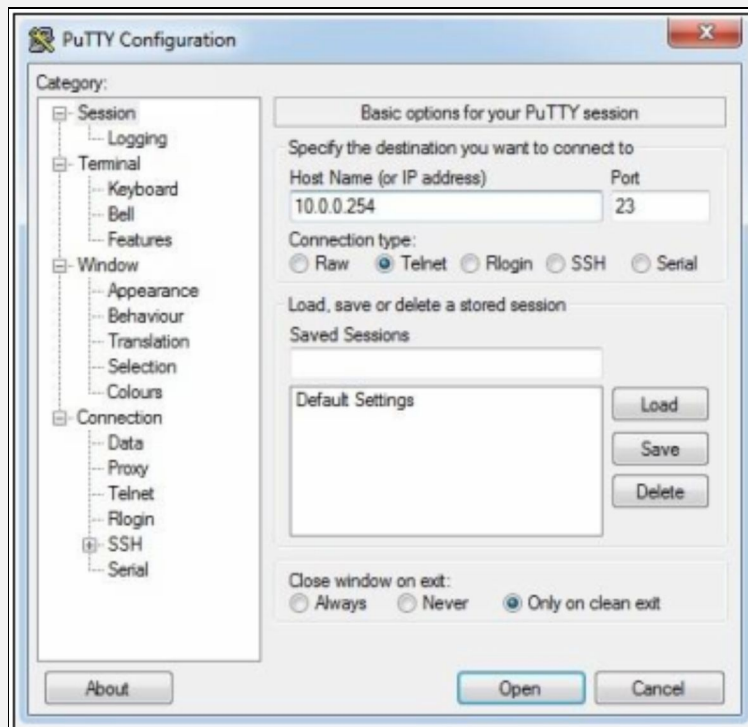 PuTTY Configuration
Category:
Session
Logging
Terminal
Keyboard
Bell
Features
Window
Appearance
Behaviour
Translation
Selection
Colours
Connection
Data
Proxy
Telnet
Rlogin
SSH
Serial
Basic options for your PuTTY session
Specify the destination you want to connect to
Host Name (or IP address) Port
10.0.0.254 23
Connection type:
Raw Telnet Rlogin SSH Serial
Load, save or delete a stored session
Saved Sessions
Default Settings
Load
Save
Delete
Close window on exit:
Always Never Only on clean exit
About Open Cancel